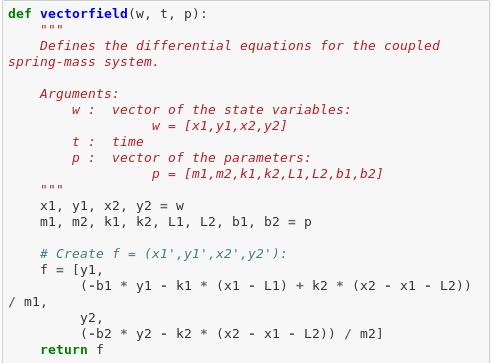 def vectorfield(w, t, p):
    """
    Defines the differential equations for the coupled
spring-mass system.

    Arguments:
        w :  vector of the state variables:
                  w = [x1,y1,x2,y2]
        t :  time
        p :  vector of the parameters:
                  p = [m1,m2,k1,k2,L1,L2,b1,b2]
    """
    x1, y1, x2, y2 = w
    m1, m2, k1, k2, L1, L2, b1, b2 = p

    # Create f = (x1',y1',x2',y2'):
    f = [y1,
         (-b1 * y1 - k1 * (x1 - L1) + k2 * (x2 - x1 - L2))
/ m1,
         y2,
         (-b2 * y2 - k2 * (x2 - x1 - L2)) / m2]
    return f